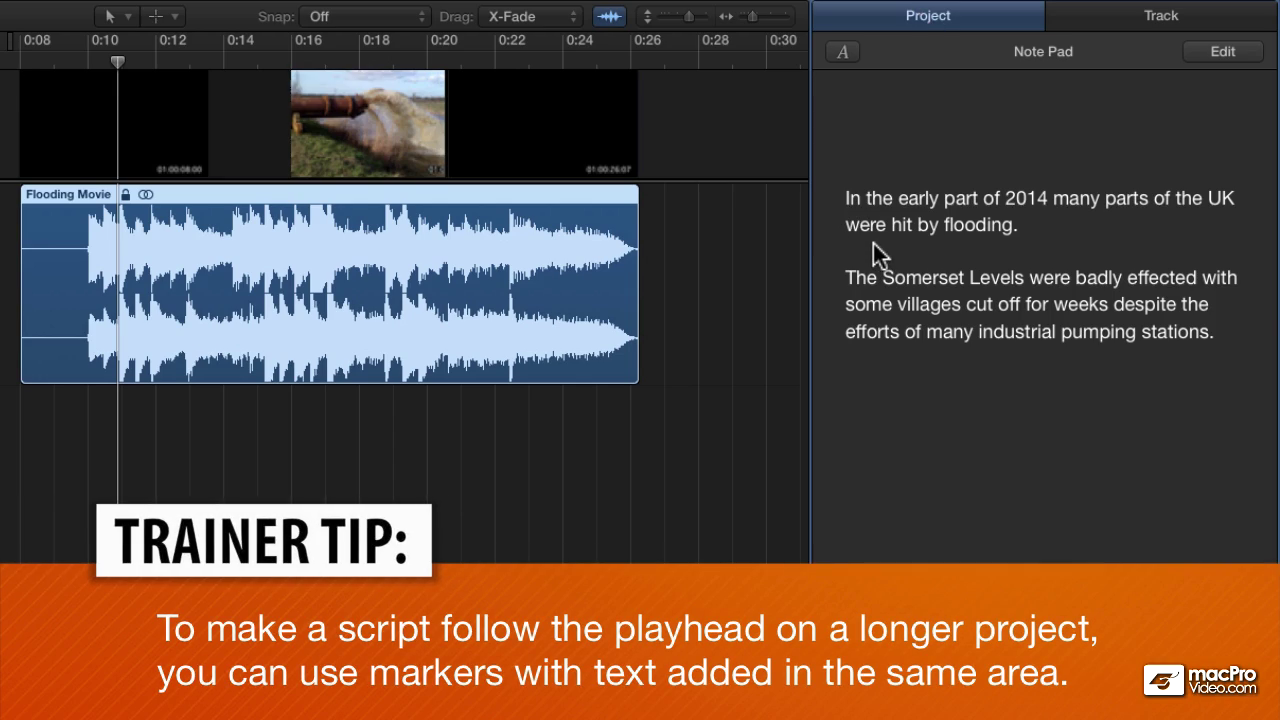 Snap: Off Drag: X-Fade
Project Track
0:08 0:10 0:12 0:14 0:16 0:18 0:20 0:22 0:24 0:26 0:28 0:30
A Note Pad Edit
01:00:08:00
01:00:26:07
Flooding Movie
In the early part of 2014 many parts of the UK
were hit by flooding.
The Somerset Levels were badly effected with
some villages cut off for weeks despite the
efforts of many industrial pumping stations.
TRAINER TIP:
To make a script follow the playhead on a longer project,
you can use markers with text added in the same area.
macPro
Video.com